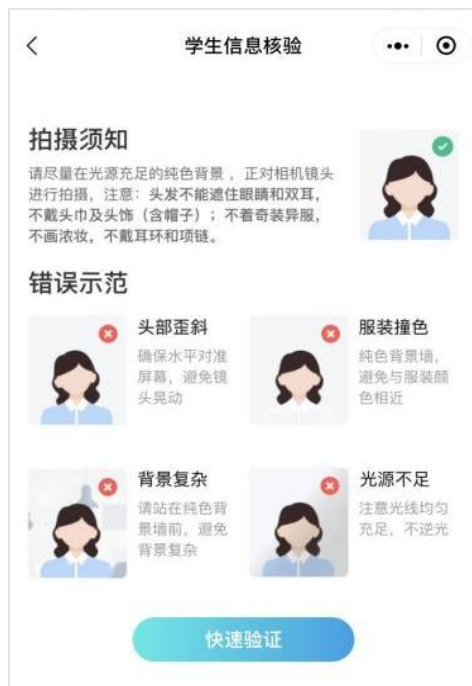 学生信息核验
拍摄须知
请尽量在光源充足的纯色背景，正对相机镜头
进行拍摄，注意：头发不能遮住眼睛和双耳，
不戴头巾及头饰（含帽子）；不着奇装异服，
不画浓妆，不戴耳环和项链。
错误示范
头部歪斜
确保水平对准
屏幕，避免镜
头晃动
服装撞色
纯色背景墙，
避免与服装颜
色相近
背景复杂
请站在纯色背
景墙前，避免
背景复杂
光源不足
注意光线均匀
充足，不逆光
快速验证